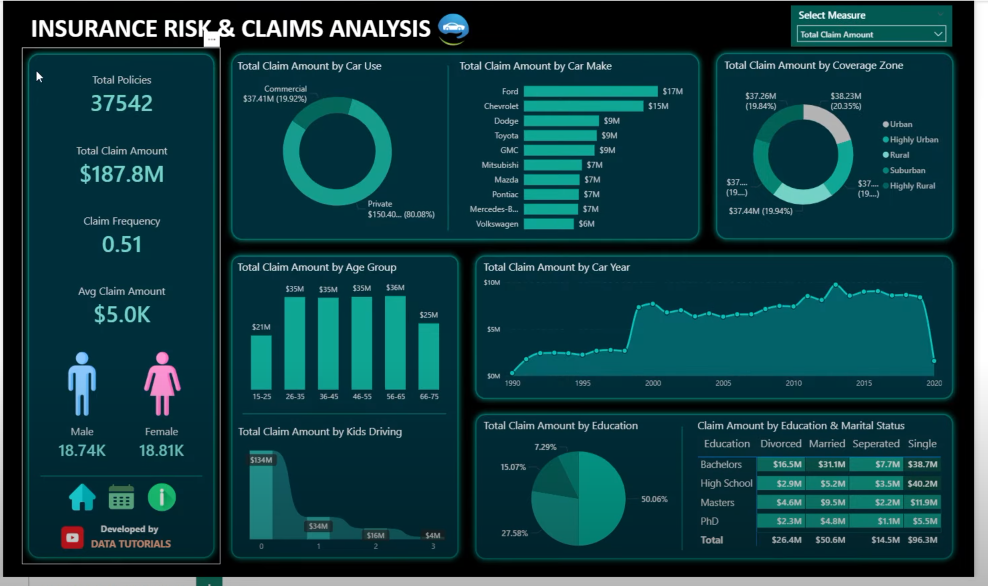 INSURANCE RISK & CLAIMS ANALYSIS
Select Measure
Total Claim Amount
Total Policies
37542
Total Claim Amount
$187.8M
Claim Frequency
0.51
Avg Claim Amount
$5.0K
Male
Female
18.74K
18.81K
Developed by
DATA TUTORIALS
Total Claim Amount by Car Use
Commercial
$37.41M (19.92%)
Private
$150.40... (80.08%)
Total Claim Amount by Car Make
Ford $17M
Chevrolet $15M
Dodge $9M
Toyota $9M
GMC $9M
Mitsubishi $7M
Mazda $7M
Pontiac $7M
Mercedes-B... $7M
Volkswagen $6M
Total Claim Amount by Coverage Zone
$37.26M
(19.84%)
$38.23M
(20.35%)
$37....
(19....)
$37....
(19....)
$37.44M (19.94%)
Urban
Highly Urban
Rural
Suburban
Highly Rural
Total Claim Amount by Age Group
$21M $35M $35M $35M $36M $25M
15-25 26-35 36-45 46-55 56-65 66-75
Total Claim Amount by Car Year
$10M
$5M
$0M
1990 1995 2000 2005 2010 2015 2020
Total Claim Amount by Kids Driving
$134M
$34M
$16M
$4M
0 1 2 3
Total Claim Amount by Education
7.29%
15.07%
50.06%
27.58%
Claim Amount by Education & Marital Status
Education Divorced Married Seperated Single
Bachelors $16.5M $31.1M $7.7M $38.7M
High School $2.9M $5.2M $3.5M $40.2M
Masters $4.6M $9.5M $2.2M $11.9M
PhD $2.3M $4.8M $1.1M $5.5M
Total $26.4M $50.6M $14.5M $96.3M